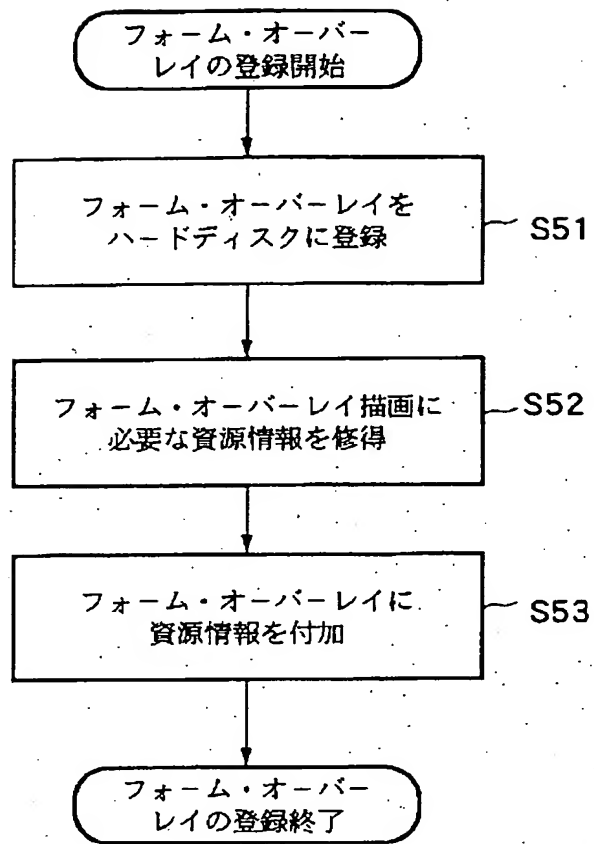 フォーム・オーバー
レイの登録開始
フォーム・オーバーレイを
ハードディスクに登録
S51
フォーム・オーバーレイ描画に
必要な資源情報を修得
S52
フォーム・オーバーレイに
資源情報を付加
S53
フォーム・オーバー
レイの登録終了